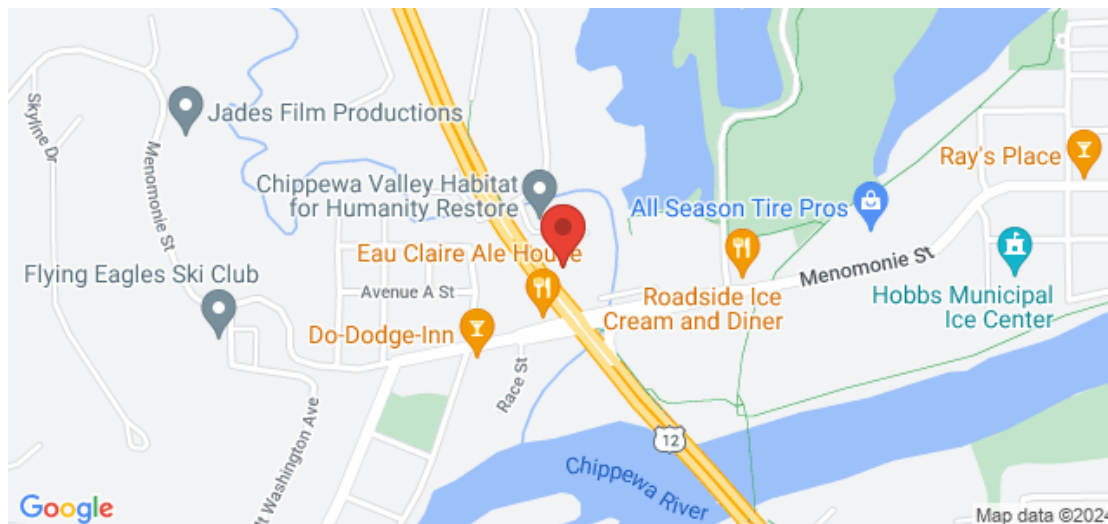 Jades Film Productions
Skyline Dr
Menomonie St
Chippewa Valley Habitat
for Humanity Restore
Ray's Place
All Season Tire Pros
Eau Claire Ale House
Flying Eagles Ski Club
Avenue A St
Menomonie St
Roadside Ice
Cream and Diner
Hobbs Municipal
Ice Center
Do-Dodge-Inn
Race St
t Washington Ave
12
Chippewa River
Google
Map data ©2024